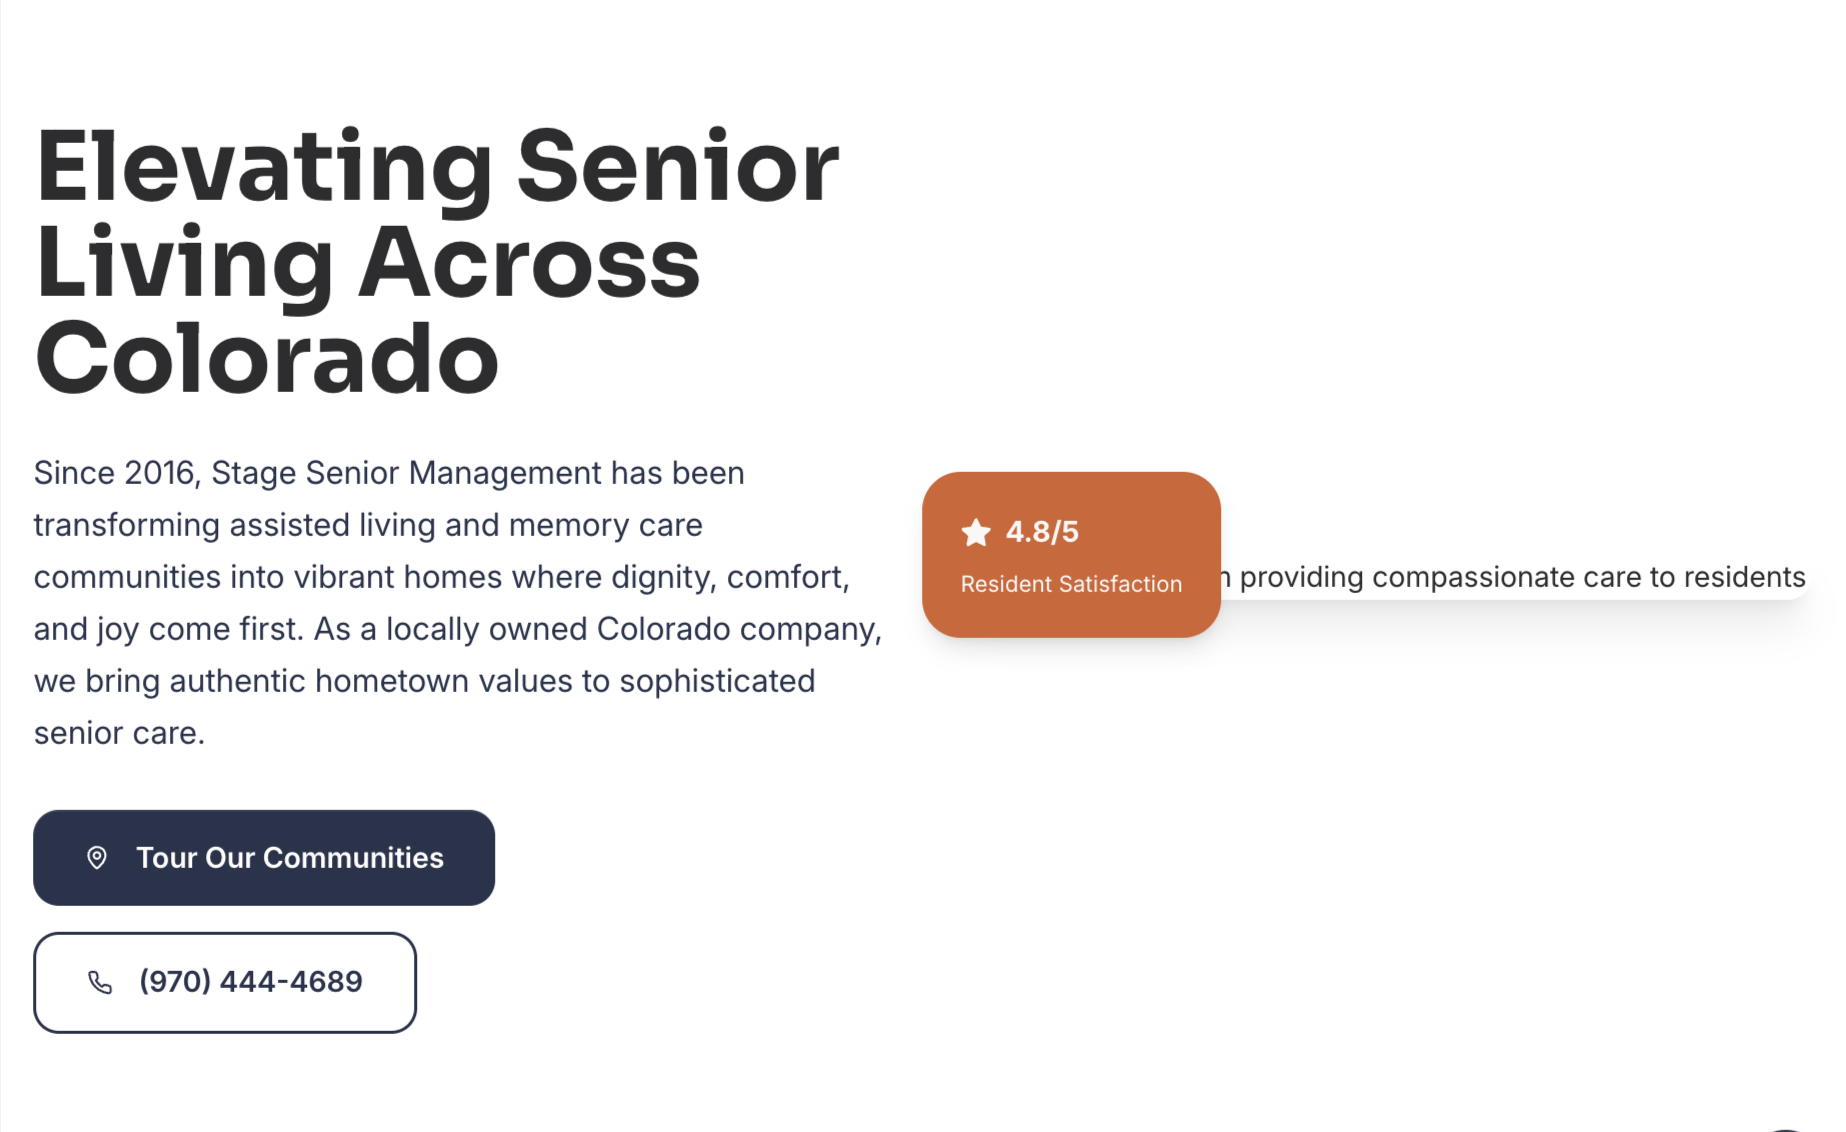 Elevating Senior
Living Across
Colorado
Since 2016, Stage Senior Management has been
transforming assisted living and memory care
communities into vibrant homes where dignity, comfort,
and joy come first. As a locally owned Colorado company,
we bring authentic hometown values to sophisticated
senior care.
Tour Our Communities
(970) 444-4689
4.8/5
Resident Satisfaction
providing compassionate care to residents